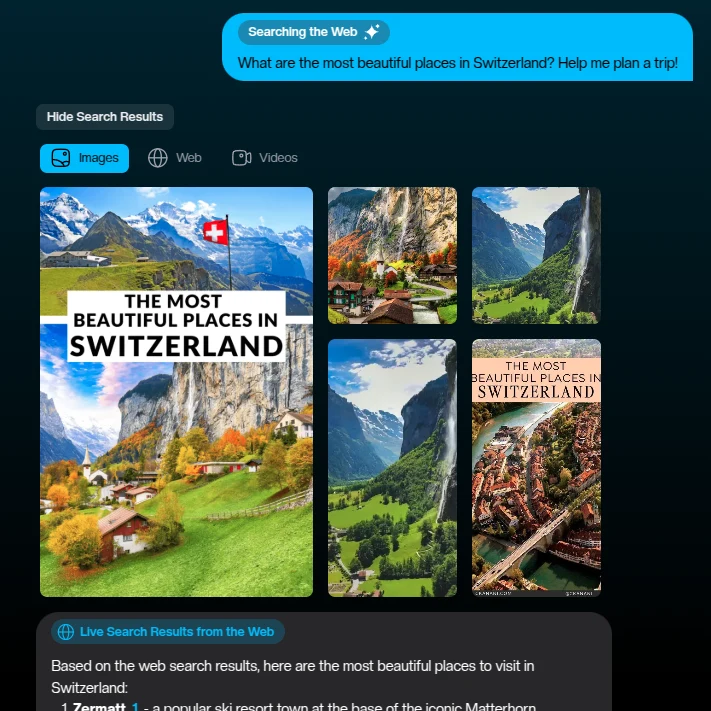 Searching the Web
What are the most beautiful places in Switzerland? Help me plan a trip!
Hide Search Results
Images
Web
Videos
THE MOST
BEAUTIFUL PLACES IN
SWITZERLAND
THE MOST
BEAUTIFUL PLACES IN
SWITZERLAND
Live Search Results from the Web
Based on the web search results, here are the most beautiful places to visit in
Switzerland:
1. Zermatt 1 - a popular ski resort town at the base of the iconic Matterhorn